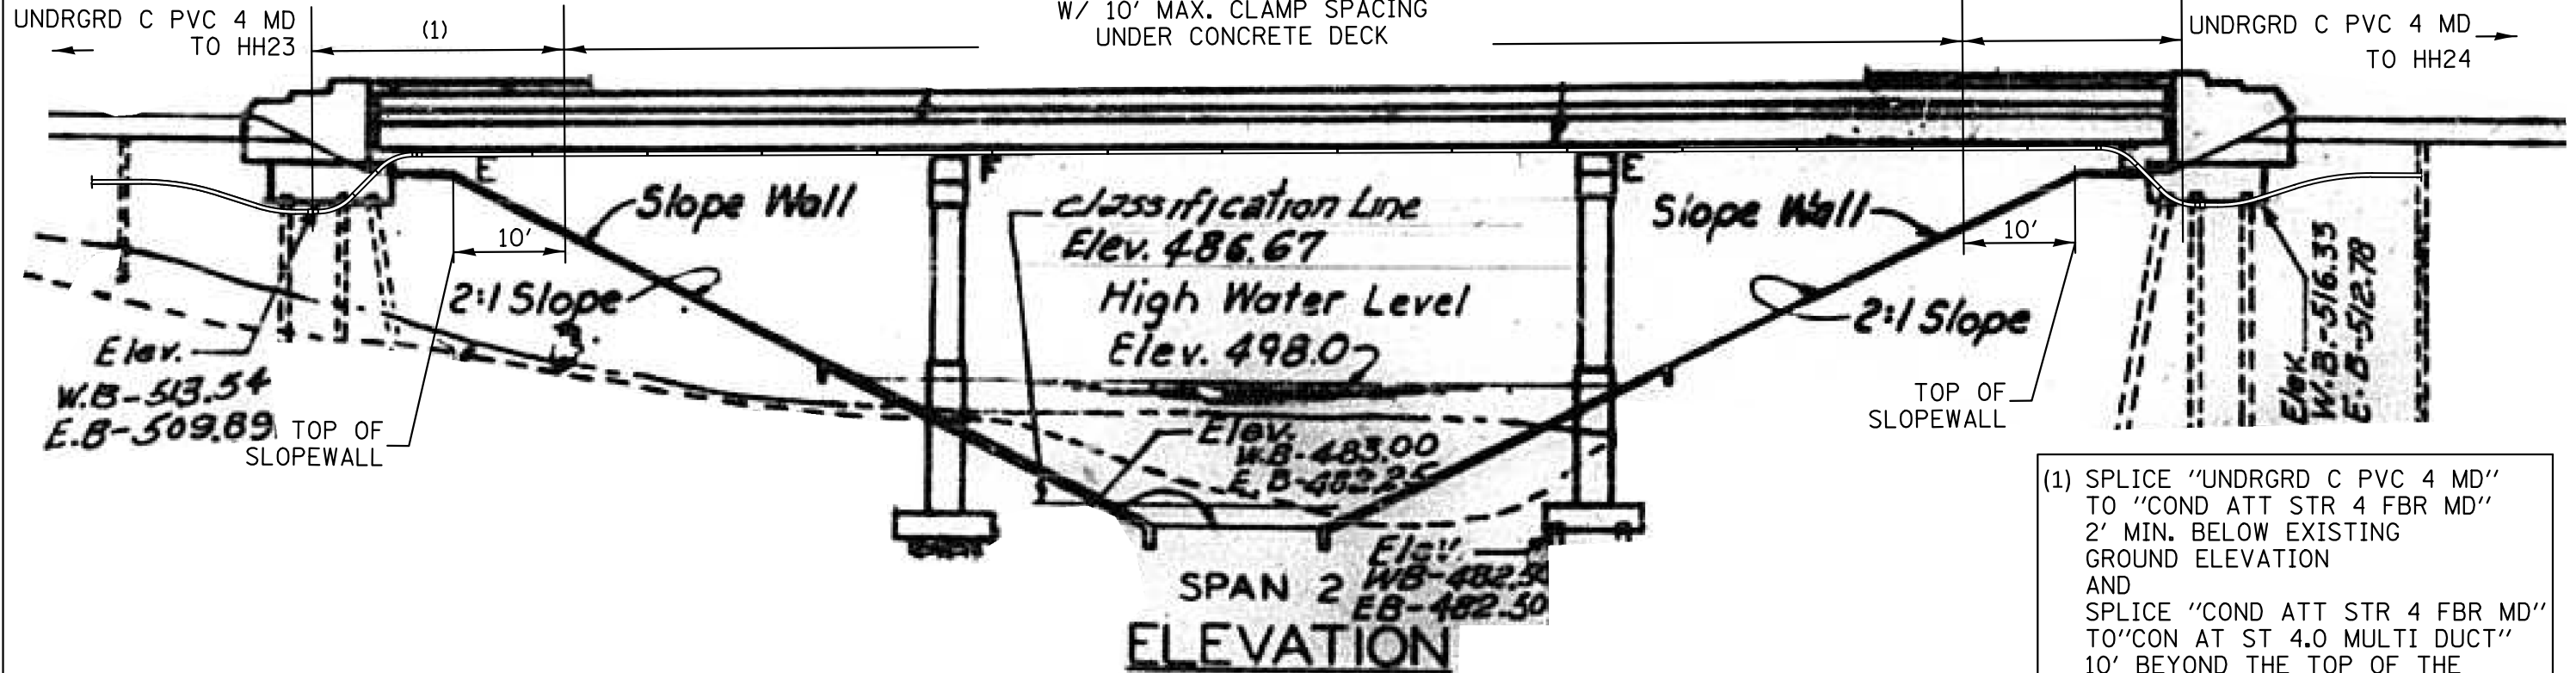 UNDRGRD C PVC 4 MD
TO HH23
(1)
W/ 10' MAX. CLAMP SPACING
UNDER CONCRETE DECK
UNDRGRD C PVC 4 MD
TO HH24
E
F
E
Slope Wall
10'
2:1 Slope
Classification Line
Elev. 486.67
High Water Level
Elev. 498.0
Slope Wall
10'
2:1 Slope
Elev.
W.B-513.54
E.B-509.89
TOP OF
SLOPEWALL
Elev.
W.B-483.00
E.B-482.25
TOP OF
SLOPEWALL
Elev.
W.B.-516.33
E.B-512.78
Elev.
WB-482.50
EB-482.50
SPAN 2
ELEVATION
(1) SPLICE "UNDRGRD C PVC 4 MD"
TO "COND ATT STR 4 FBR MD"
2' MIN. BELOW EXISTING
GROUND ELEVATION
AND
SPLICE "COND ATT STR 4 FBR MD"
TO"CON AT ST 4.0 MULTI DUCT"
10' BEYOND THE TOP OF THE